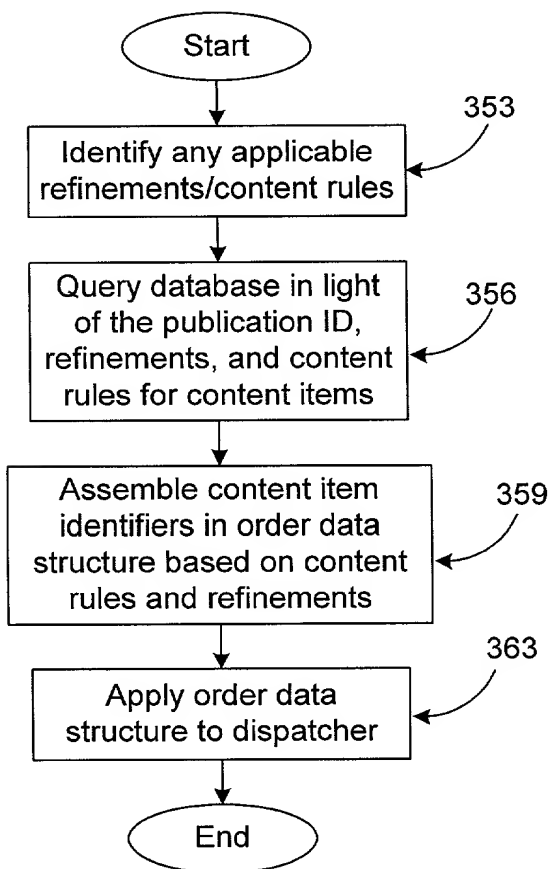 Start
353
Identify any applicable
refinements/content rules
Query database in light
of the publication ID,
refinements, and content
rules for content items
356
Assemble content item
identifiers in order data
structure based on content
rules and refinements
359
363
Apply order data
structure to dispatcher
End